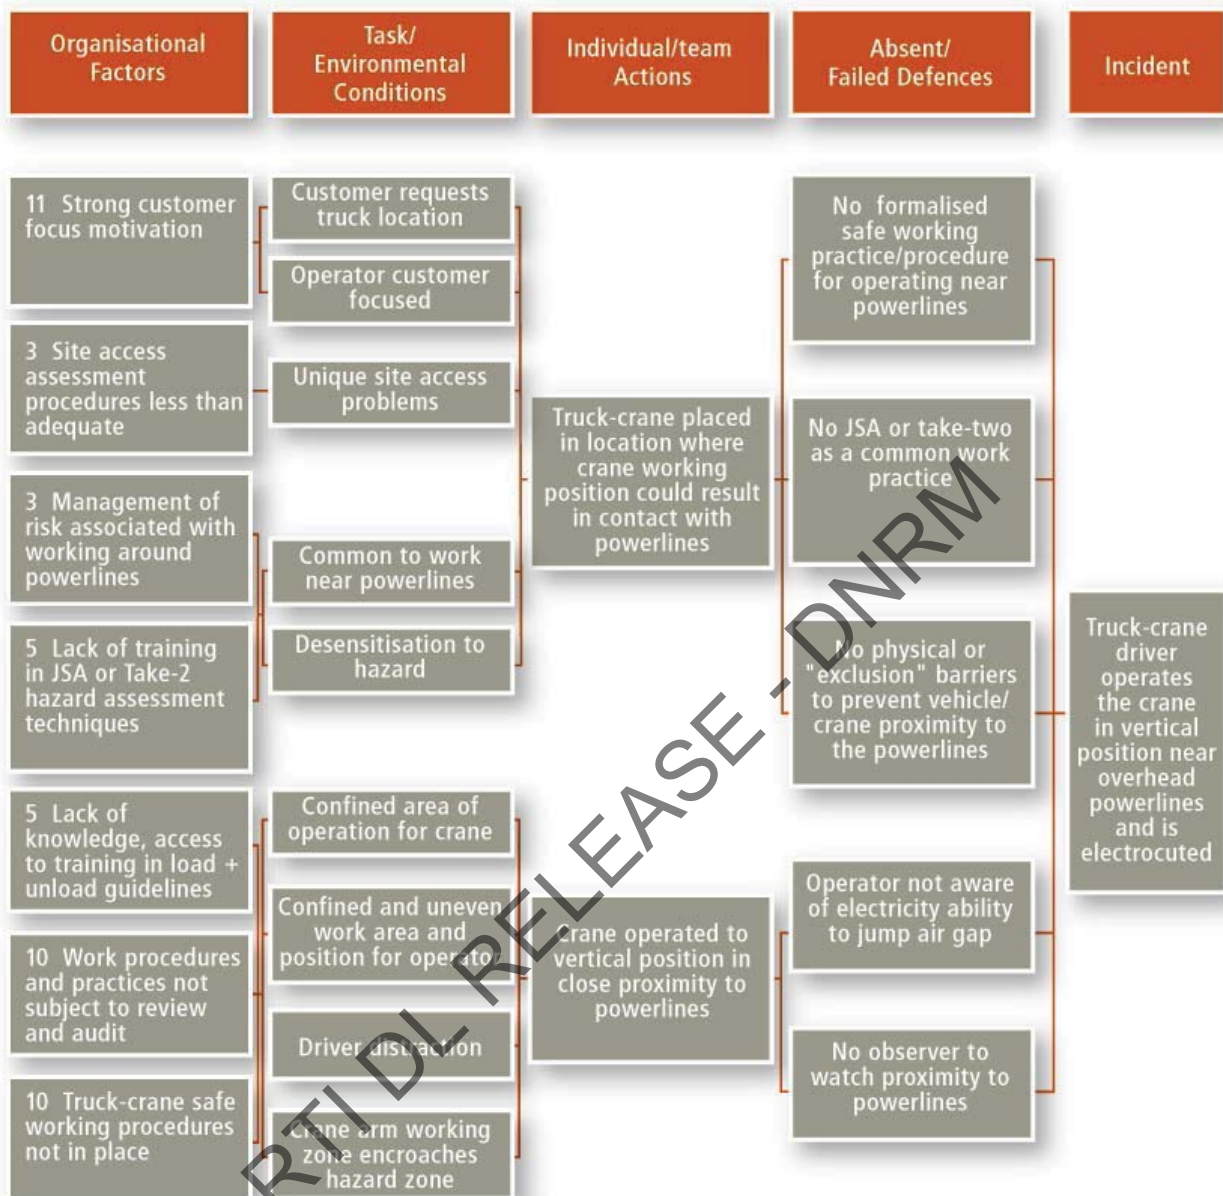 Organisational
Factors
Task/
Environmental
Conditions
Individual/team
Actions
Absent/
Failed Defences
Incident
11 Strong customer
focus motivation
3 Site access
assessment
procedures less than
adequate
3 Management of
risk associated with
working around
powerlines
5 Lack of training
in JSA or Take-2
hazard assessment
techniques
5 Lack of
knowledge, access
to training in load +
unload guidelines
10 Work procedures
and practices not
subject to review
and audit
10 Truck-crane safe
working procedures
not in place
Customer requests
truck location
Operator customer
focused
Unique site access
problems
Common to work
near powerlines
Desensitisation to
hazard
Confined area of
operation for crane
Confined and uneven
work area and
position for operator
Driver distraction
Crane arm working
zone encroaches
hazard zone
Truck-crane placed
in location where
crane working
position could result
in contact with
powerlines
Crane operated to
vertical position in
close proximity to
powerlines
No formalised
safe working
practice/procedure
for operating near
powerlines
No JSA or take-two
as a common work
practice
No physical or
"exclusion" barriers
to prevent vehicle/
crane proximity to
the powerlines
Operator not aware
of electricity ability
to jump air gap
No observer to
watch proximity to
powerlines
Truck-crane
driver
operates
the crane
in vertical
position near
overhead
powerlines
and is
electrocuted
RTI DL RELEASE - DNRM